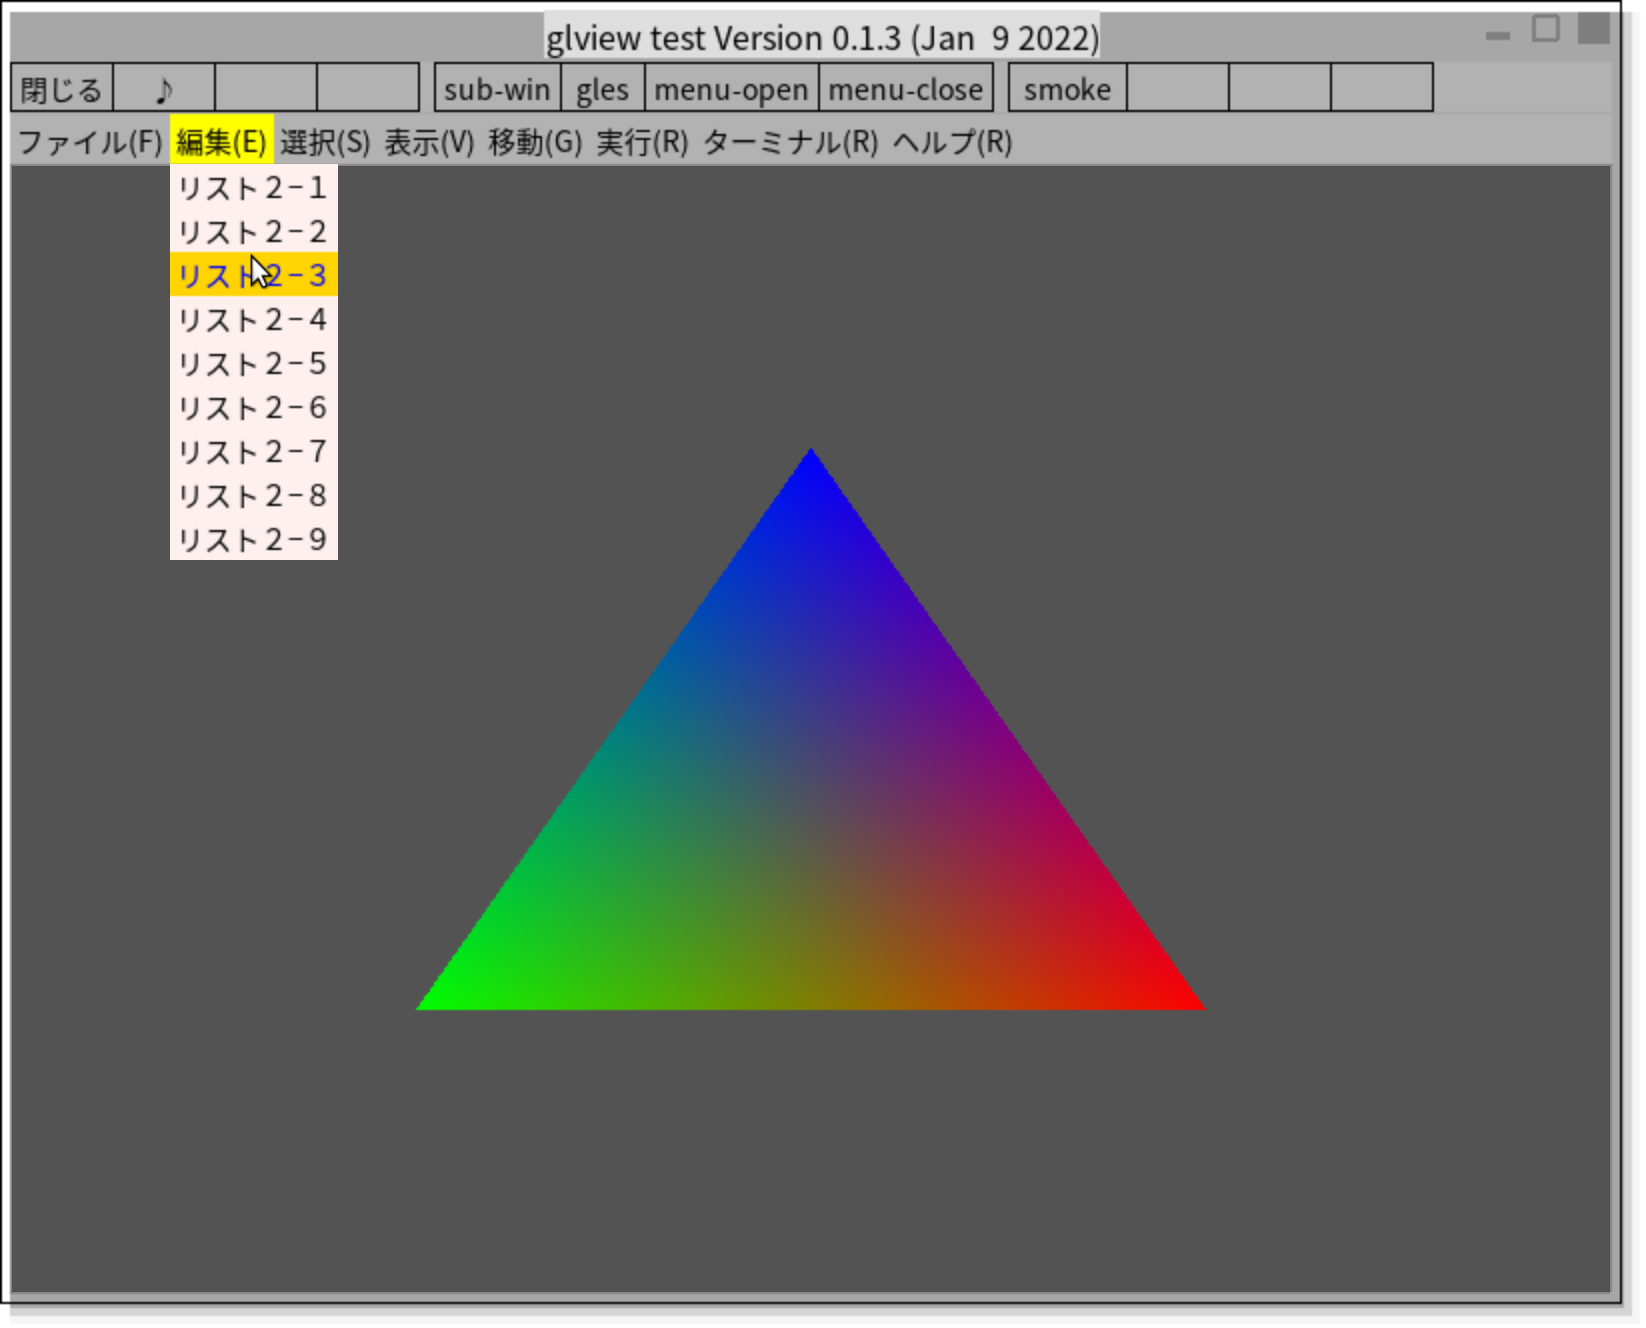 glview test Version 0.1.3 (Jan  9 2022)
閉じる ♪ sub-win gles menu-open menu-close smoke
ファイル(F) 編集(E) 選択(S) 表示(V) 移動(G) 実行(R) ターミナル(R) ヘルプ(R)
リスト２−１
リスト２−２
リスト２−３
リスト２−４
リスト２−５
リスト２−６
リスト２−７
リスト２−８
リスト２−９